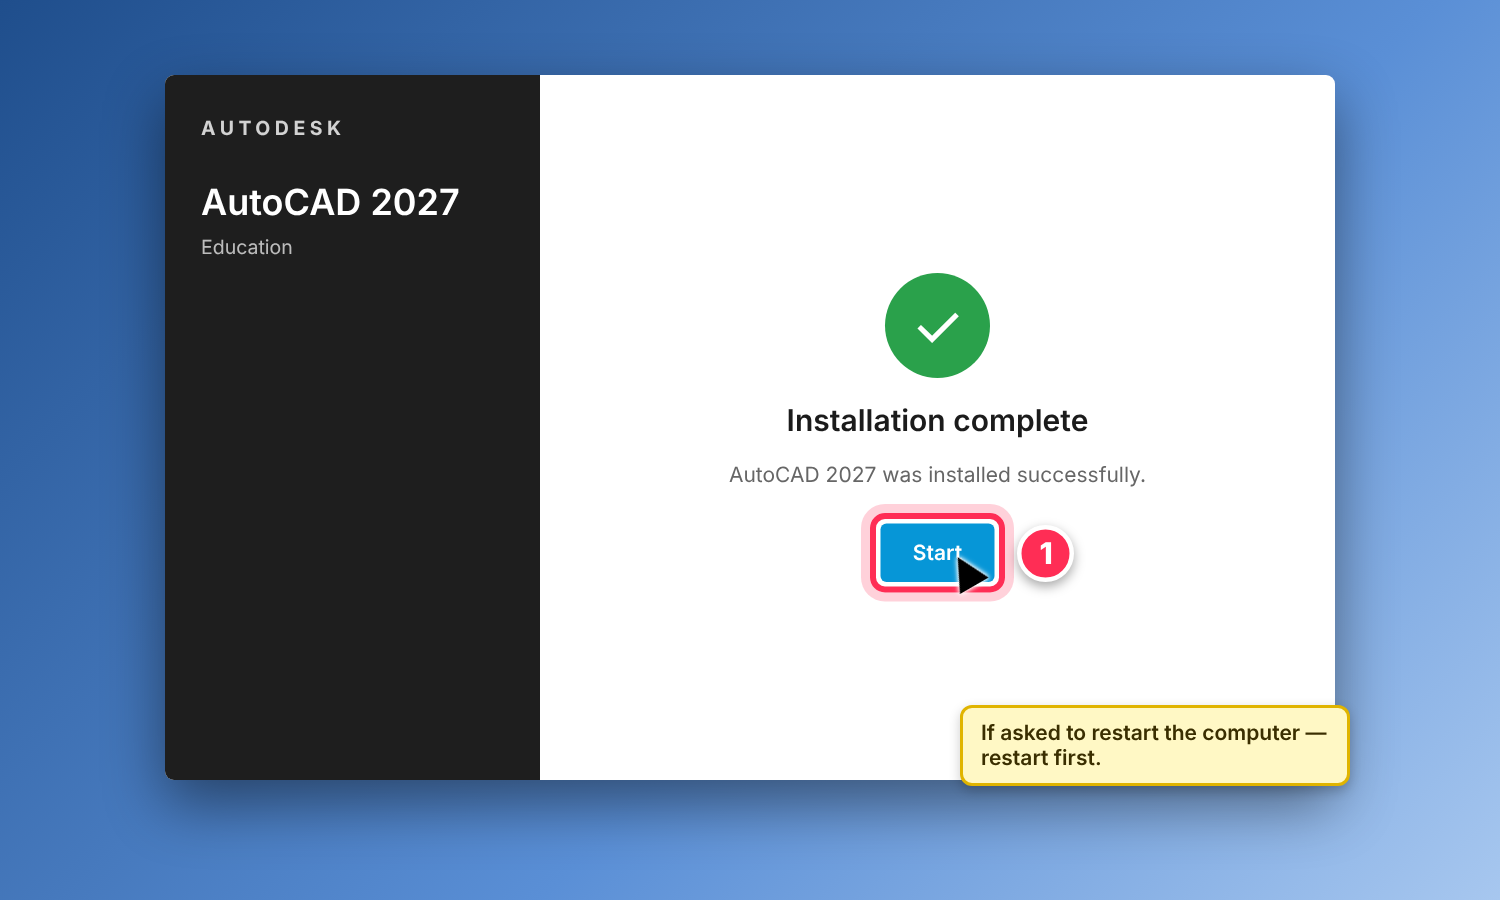 AUTODESK
AutoCAD 2027
Education
Installation complete
AutoCAD 2027 was installed successfully.
Start
1
If asked to restart the computer —
restart first.